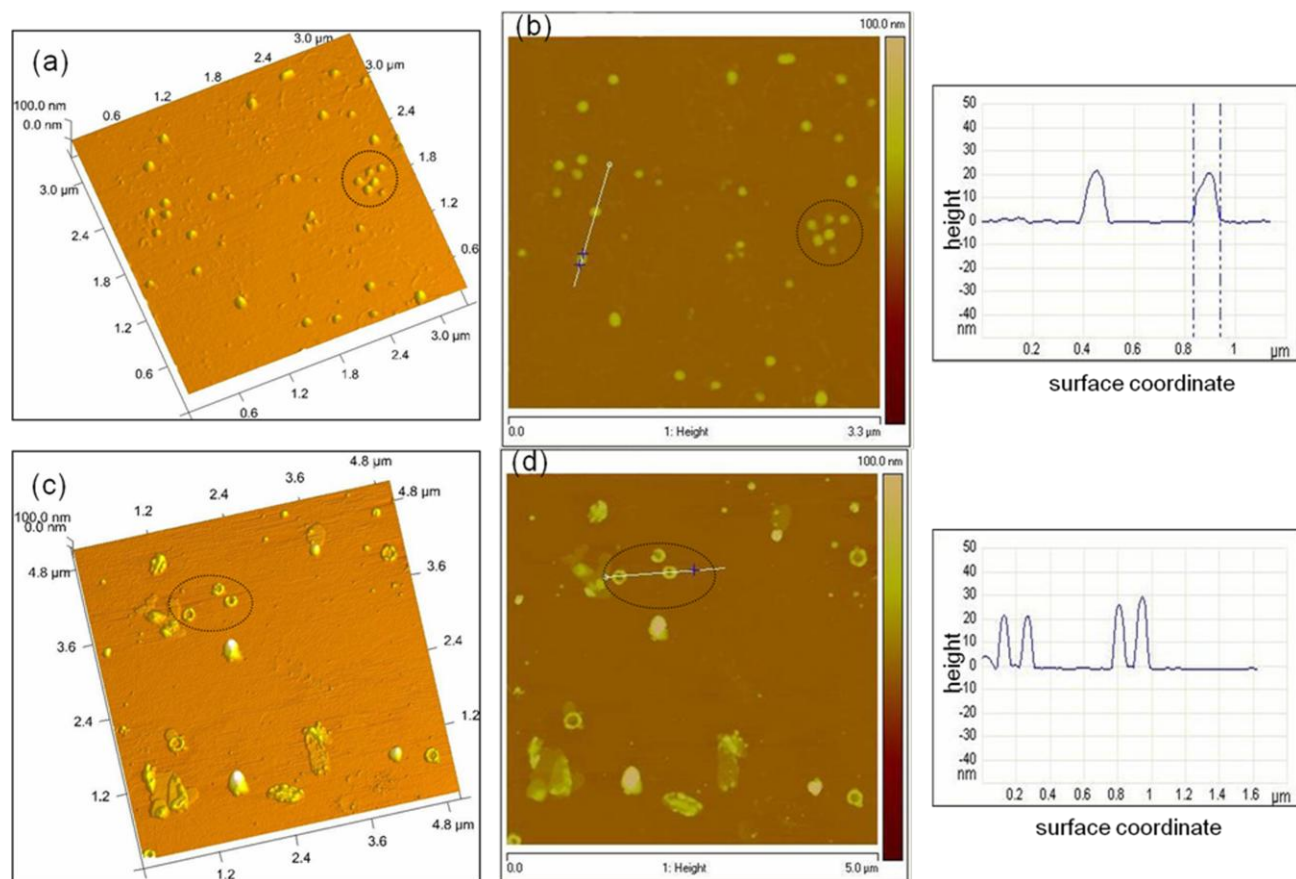 (a)
100.0 nm
0.0 nm
0.6
1.2
1.8
2.4
3.0 µm
3.0 µm
2.4
1.8
1.2
0.6
3.0 µm
2.4
1.8
1.2
0.6
0.6
1.2
1.8
2.4
3.0 µm
(b)
100.0 nm
0.0
1: Height
3.3 µm
50
40
30
20
10
0
-10
-20
-30
-40
nm
height
0.2
0.4
0.6
0.8
1
µm
surface coordinate
(c)
100.0 nm
0.0 nm
1.2
2.4
3.6
4.8 µm
4.8 µm
3.6
2.4
1.2
4.8 µm
3.6
2.4
1.2
1.2
2.4
3.6
4.8 µm
(d)
100.0 nm
0.0
1: Height
5.0 µm
50
40
30
20
10
0
-10
-20
-30
-40
nm
height
0.2
0.4
0.6
0.8
1
1.2
1.4
1.6
µm
surface coordinate